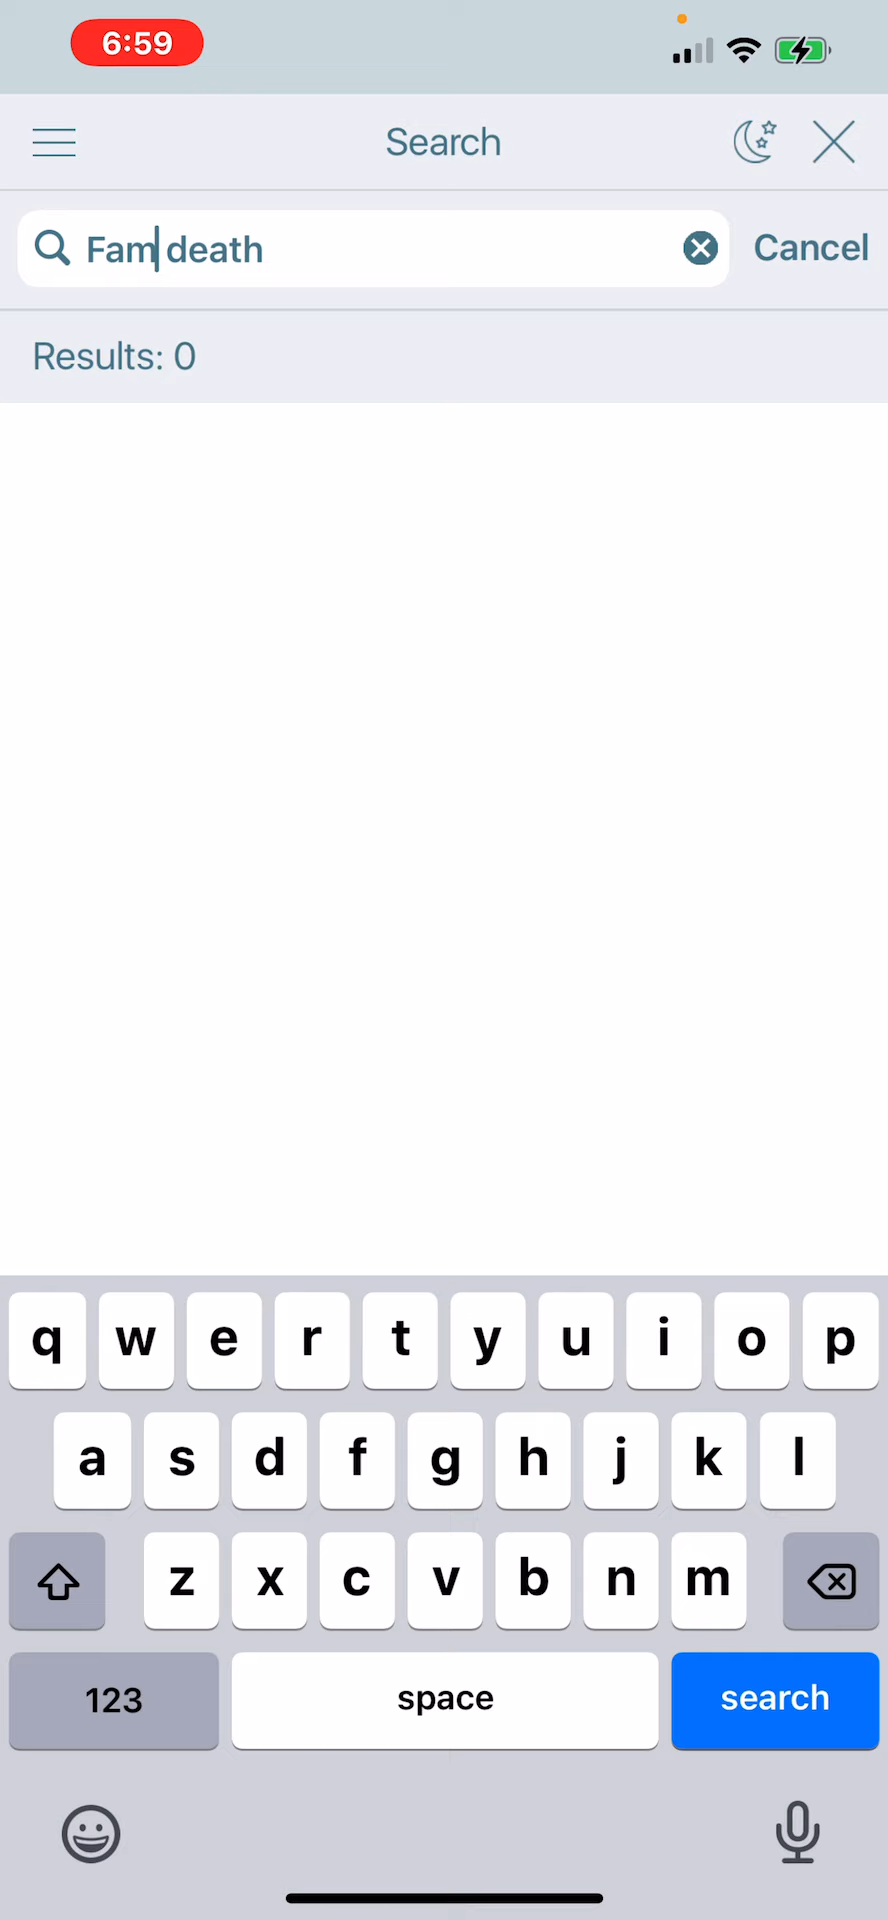 6:59
Search
Fam death
Cancel
Results: 0
q w e r t y u i o p
a s d f g h j k l
z x c v b n m
123 space search